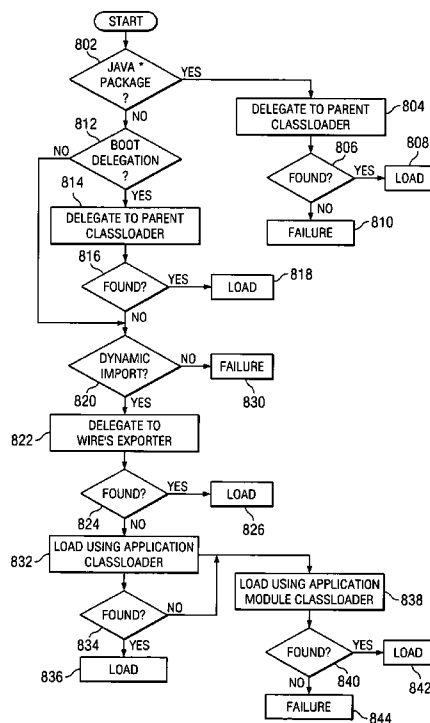 START
802
JAVA *
PACKAGE
?
YES
NO
DELEGATE TO PARENT
CLASSLOADER
804
812
NO
BOOT
DELEGATION
?
YES
806
FOUND?
YES
LOAD
808
NO
FAILURE
810
814
DELEGATE TO PARENT
CLASSLOADER
816
FOUND?
YES
LOAD
818
NO
DYNAMIC
IMPORT?
NO
FAILURE
820
830
YES
822
DELEGATE TO
WIRE'S EXPORTER
FOUND?
YES
LOAD
824
826
NO
832
LOAD USING APPLICATION
CLASSLOADER
LOAD USING APPLICATION
MODULE CLASSLOADER
838
FOUND?
NO
834
YES
836
LOAD
FOUND?
YES
LOAD
840
842
NO
FAILURE
844